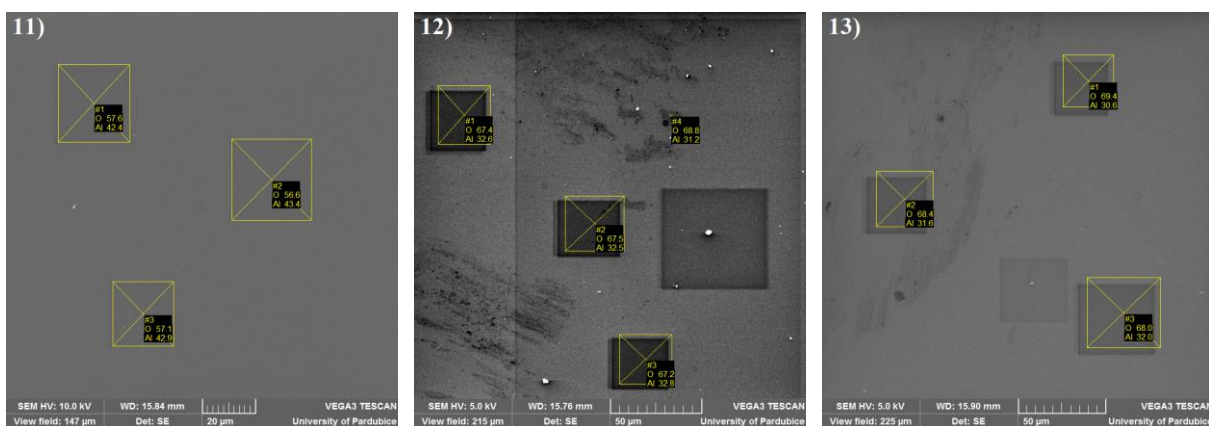 11)
#1
O 57.6
Al 42.4
#2
O 56.6
Al 43.4
#3
O 57.1
Al 42.9
SEM HV: 10.0 kV WD: 15.84 mm VEGA3 TESCAN
View field: 147 µm Det: SE 20 µm University of Pardubice
12)
#1
O 67.4
Al 32.6
#4
O 68.8
Al 31.2
#2
O 67.5
Al 32.5
#3
O 67.2
Al 32.8
SEM HV: 5.0 kV WD: 15.76 mm VEGA3 TESCAN
View field: 215 µm Det: SE 50 µm University of Pardubice
13)
#1
O 69.4
Al 30.6
#2
O 68.4
Al 31.6
#3
O 68.0
Al 32.0
SEM HV: 5.0 kV WD: 15.90 mm VEGA3 TESCAN
View field: 225 µm Det: SE 50 µm University of Pardubice